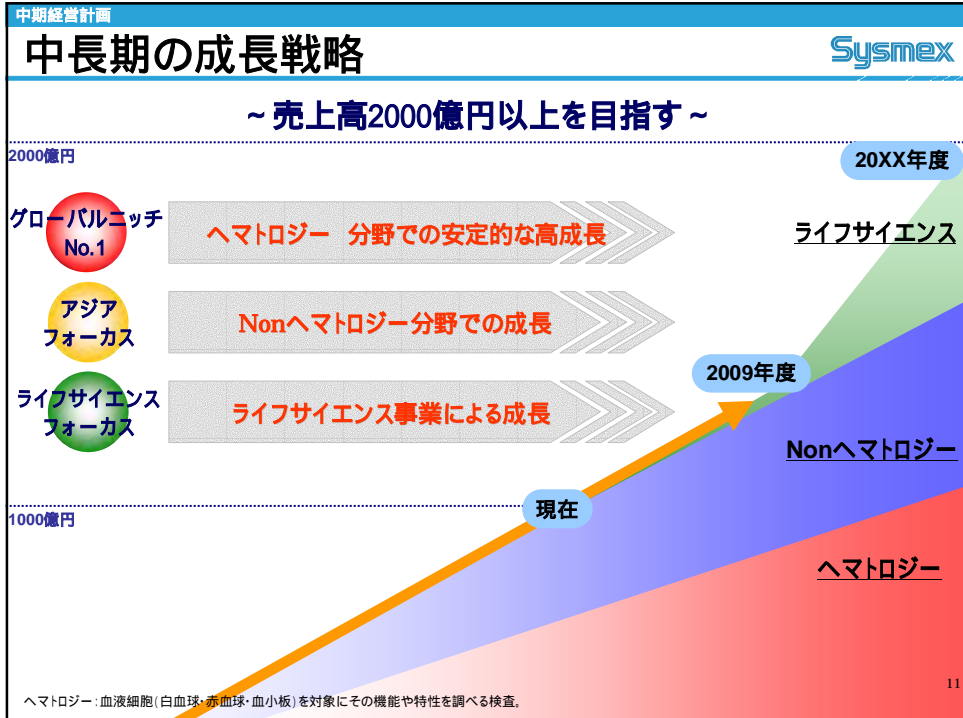 中期経営計画
中長期の成長戦略
Sysmex
~売上高2000億円以上を目指す~
2000億円
20XX年度
グローバルニッチ
No.1
ヘマトロジー 分野での安定的な高成長
ライフサイエンス
アジア
フォーカス
Nonヘマトロジー分野での成長
2009年度
ライフサイエンス
フォーカス
ライフサイエンス事業による成長
Nonヘマトロジー
1000億円
現在
ヘマトロジー
ヘマトロジー:血液細胞(白血球・赤血球・血小板)を対象にその機能や特性を調べる検査。
11